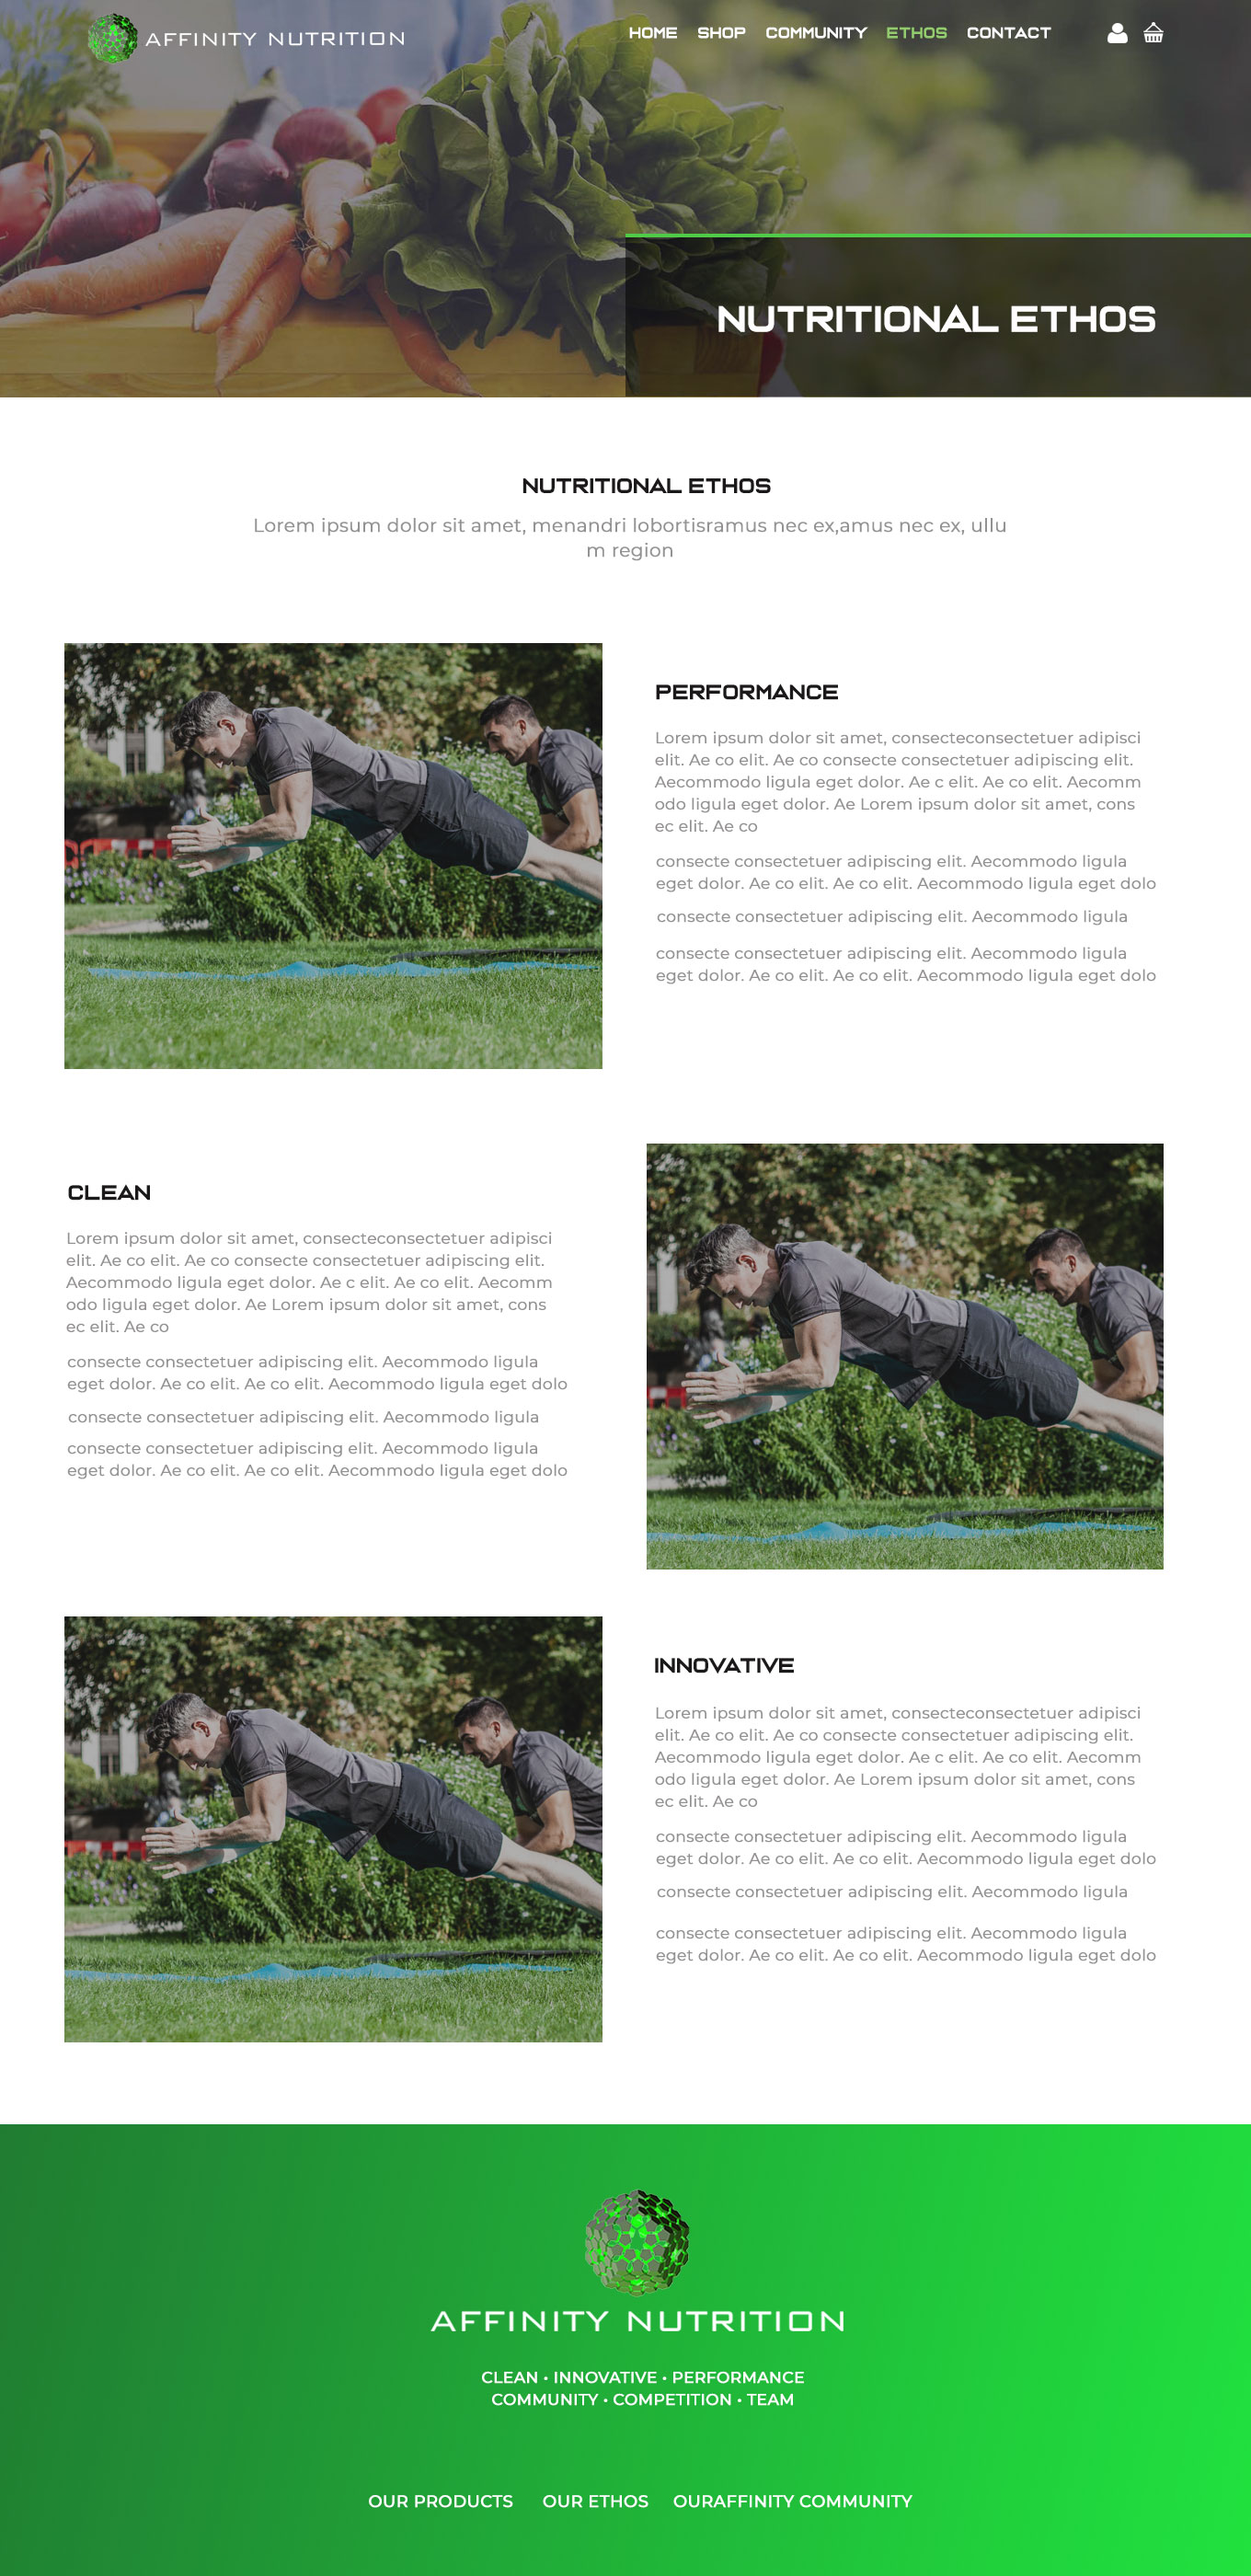 AFFINITY NUTRITION
HOME SHOP COMMUNITY ETHOS CONTACT
NUTRITIONAL ETHOS
NUTRITIONAL ETHOS
Lorem ipsum dolor sit amet, menandri lobortisramus nec ex,amus nec ex, ullu
m region
PERFORMANCE
Lorem ipsum dolor sit amet, consecteconsectetuer adipisci
elit. Ae co elit. Ae co consecte consectetuer adipiscing elit.
Aecommodo ligula eget dolor. Ae c elit. Ae co elit. Aecomm
odo ligula eget dolor. Ae Lorem ipsum dolor sit amet, cons
ec elit. Ae co
consecte consectetuer adipiscing elit. Aecommodo ligula
eget dolor. Ae co elit. Ae co elit. Aecommodo ligula eget dolo
consecte consectetuer adipiscing elit. Aecommodo ligula
consecte consectetuer adipiscing elit. Aecommodo ligula
eget dolor. Ae co elit. Ae co elit. Aecommodo ligula eget dolo
CLEAN
Lorem ipsum dolor sit amet, consecteconsectetuer adipisci
elit. Ae co elit. Ae co consecte consectetuer adipiscing elit.
Aecommodo ligula eget dolor. Ae c elit. Ae co elit. Aecomm
odo ligula eget dolor. Ae Lorem ipsum dolor sit amet, cons
ec elit. Ae co
consecte consectetuer adipiscing elit. Aecommodo ligula
eget dolor. Ae co elit. Ae co elit. Aecommodo ligula eget dolo
consecte consectetuer adipiscing elit. Aecommodo ligula
consecte consectetuer adipiscing elit. Aecommodo ligula
eget dolor. Ae co elit. Ae co elit. Aecommodo ligula eget dolo
INNOVATIVE
Lorem ipsum dolor sit amet, consecteconsectetuer adipisci
elit. Ae co elit. Ae co consecte consectetuer adipiscing elit.
Aecommodo ligula eget dolor. Ae c elit. Ae co elit. Aecomm
odo ligula eget dolor. Ae Lorem ipsum dolor sit amet, cons
ec elit. Ae co
consecte consectetuer adipiscing elit. Aecommodo ligula
eget dolor. Ae co elit. Ae co elit. Aecommodo ligula eget dolo
consecte consectetuer adipiscing elit. Aecommodo ligula
consecte consectetuer adipiscing elit. Aecommodo ligula
eget dolor. Ae co elit. Ae co elit. Aecommodo ligula eget dolo
AFFINITY NUTRITION
CLEAN • INNOVATIVE • PERFORMANCE
COMMUNITY • COMPETITION • TEAM
OUR PRODUCTS OUR ETHOS OURAFFINITY COMMUNITY